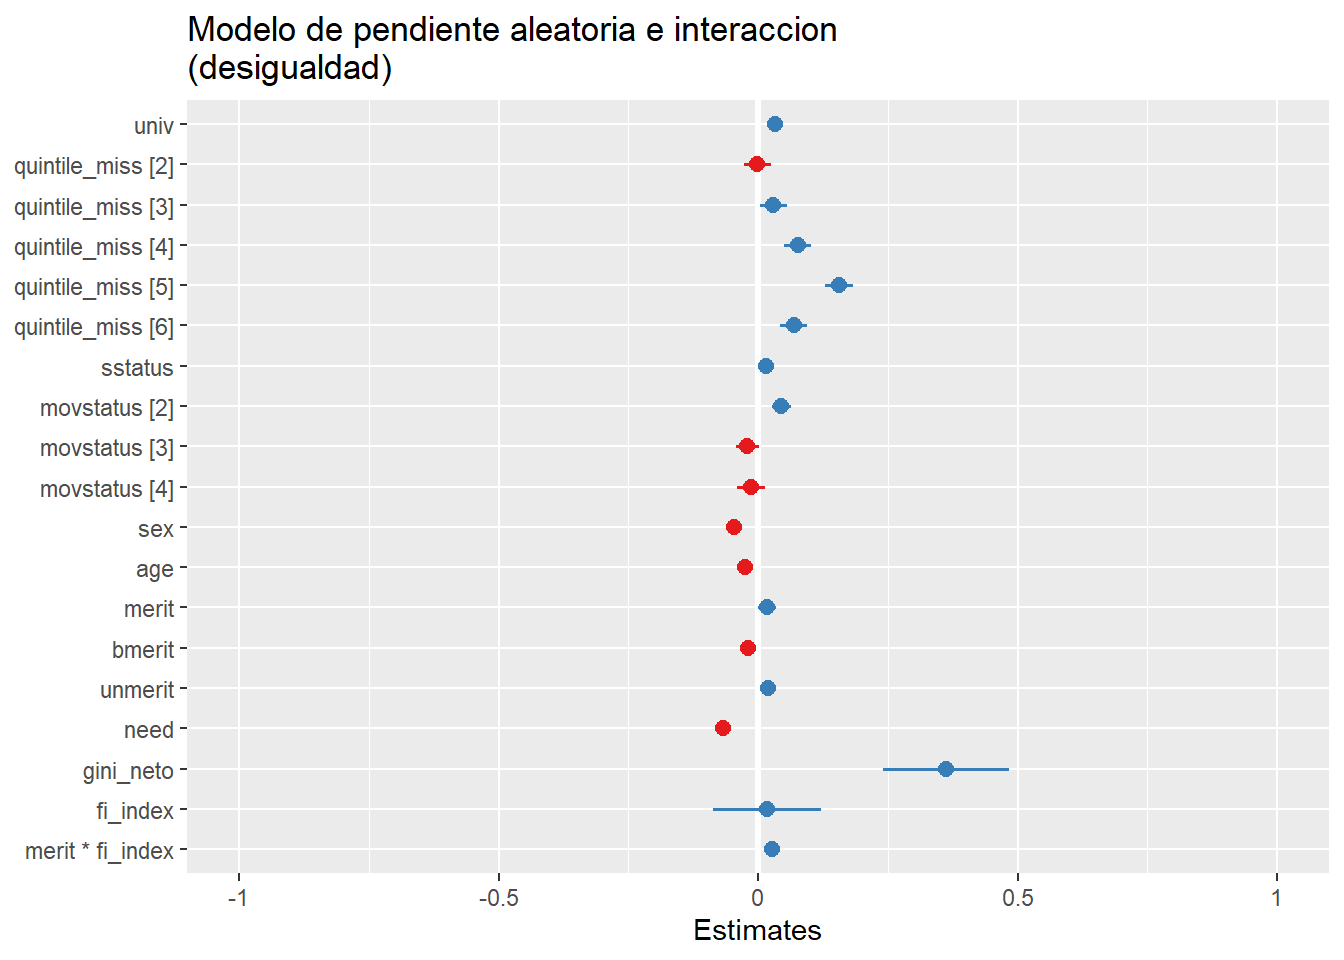 Modelo de pendiente aleatoria e interaccion
(desigualdad)
univ
quintile_miss [2]
quintile_miss [3]
quintile_miss [4]
quintile_miss [5]
quintile_miss [6]
sstatus
movstatus [2]
movstatus [3]
movstatus [4]
sex
age
merit
bmerit
unmerit
need
gini_neto
fi_index
merit * fi_index
-1 -0.5 0 0.5 1
Estimates